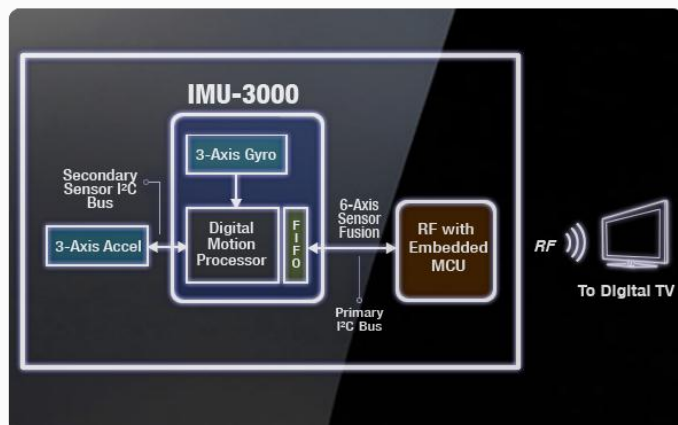 IMU-3000
3-Axis Gyro
Secondary
Sensor I²C
Bus
3-Axis Accel
Digital
Motion
Processor
F
I
F
O
6-Axis
Sensor
Fusion
Primary
I²C Bus
RF with
Embedded
MCU
RF
To Digital TV